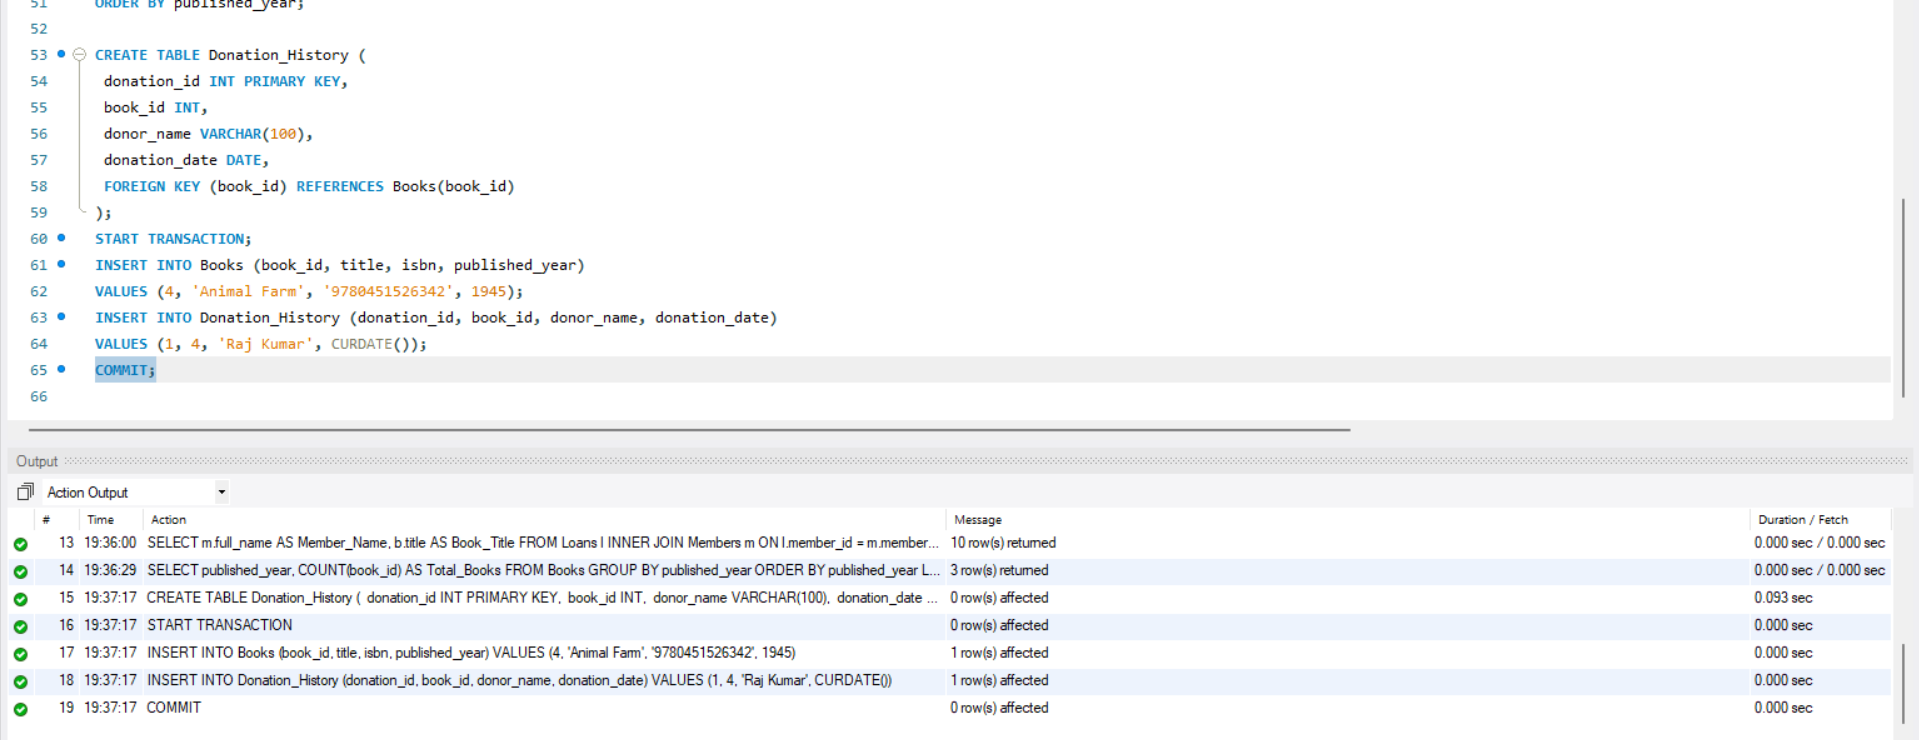 51 ORDER BY published_year;
52
53 CREATE TABLE Donation_History (
54 donation_id INT PRIMARY KEY,
55 book_id INT,
56 donor_name VARCHAR(100),
57 donation_date DATE,
58 FOREIGN KEY (book_id) REFERENCES Books(book_id)
59 );
60 START TRANSACTION;
61 INSERT INTO Books (book_id, title, isbn, published_year)
62 VALUES (4, 'Animal Farm', '9780451526342', 1945);
63 INSERT INTO Donation_History (donation_id, book_id, donor_name, donation_date)
64 VALUES (1, 4, 'Raj Kumar', CURDATE());
65 COMMIT;
66
Output
Action Output
# Time Action Message Duration / Fetch
13 19:36:00 SELECT m.full_name AS Member_Name, b.title AS Book_Title FROM Loans l INNER JOIN Members m ON l.member_id = m.member... 10 row(s) returned 0.000 sec / 0.000 sec
14 19:36:29 SELECT published_year, COUNT(book_id) AS Total_Books FROM Books GROUP BY published_year ORDER BY published_year L... 3 row(s) returned 0.000 sec / 0.000 sec
15 19:37:17 CREATE TABLE Donation_History ( donation_id INT PRIMARY KEY, book_id INT, donor_name VARCHAR(100), donation_date ... 0 row(s) affected 0.093 sec
16 19:37:17 START TRANSACTION 0 row(s) affected 0.000 sec
17 19:37:17 INSERT INTO Books (book_id, title, isbn, published_year) VALUES (4, 'Animal Farm', '9780451526342', 1945) 1 row(s) affected 0.000 sec
18 19:37:17 INSERT INTO Donation_History (donation_id, book_id, donor_name, donation_date) VALUES (1, 4, 'Raj Kumar', CURDATE()) 1 row(s) affected 0.000 sec
19 19:37:17 COMMIT 0 row(s) affected 0.000 sec